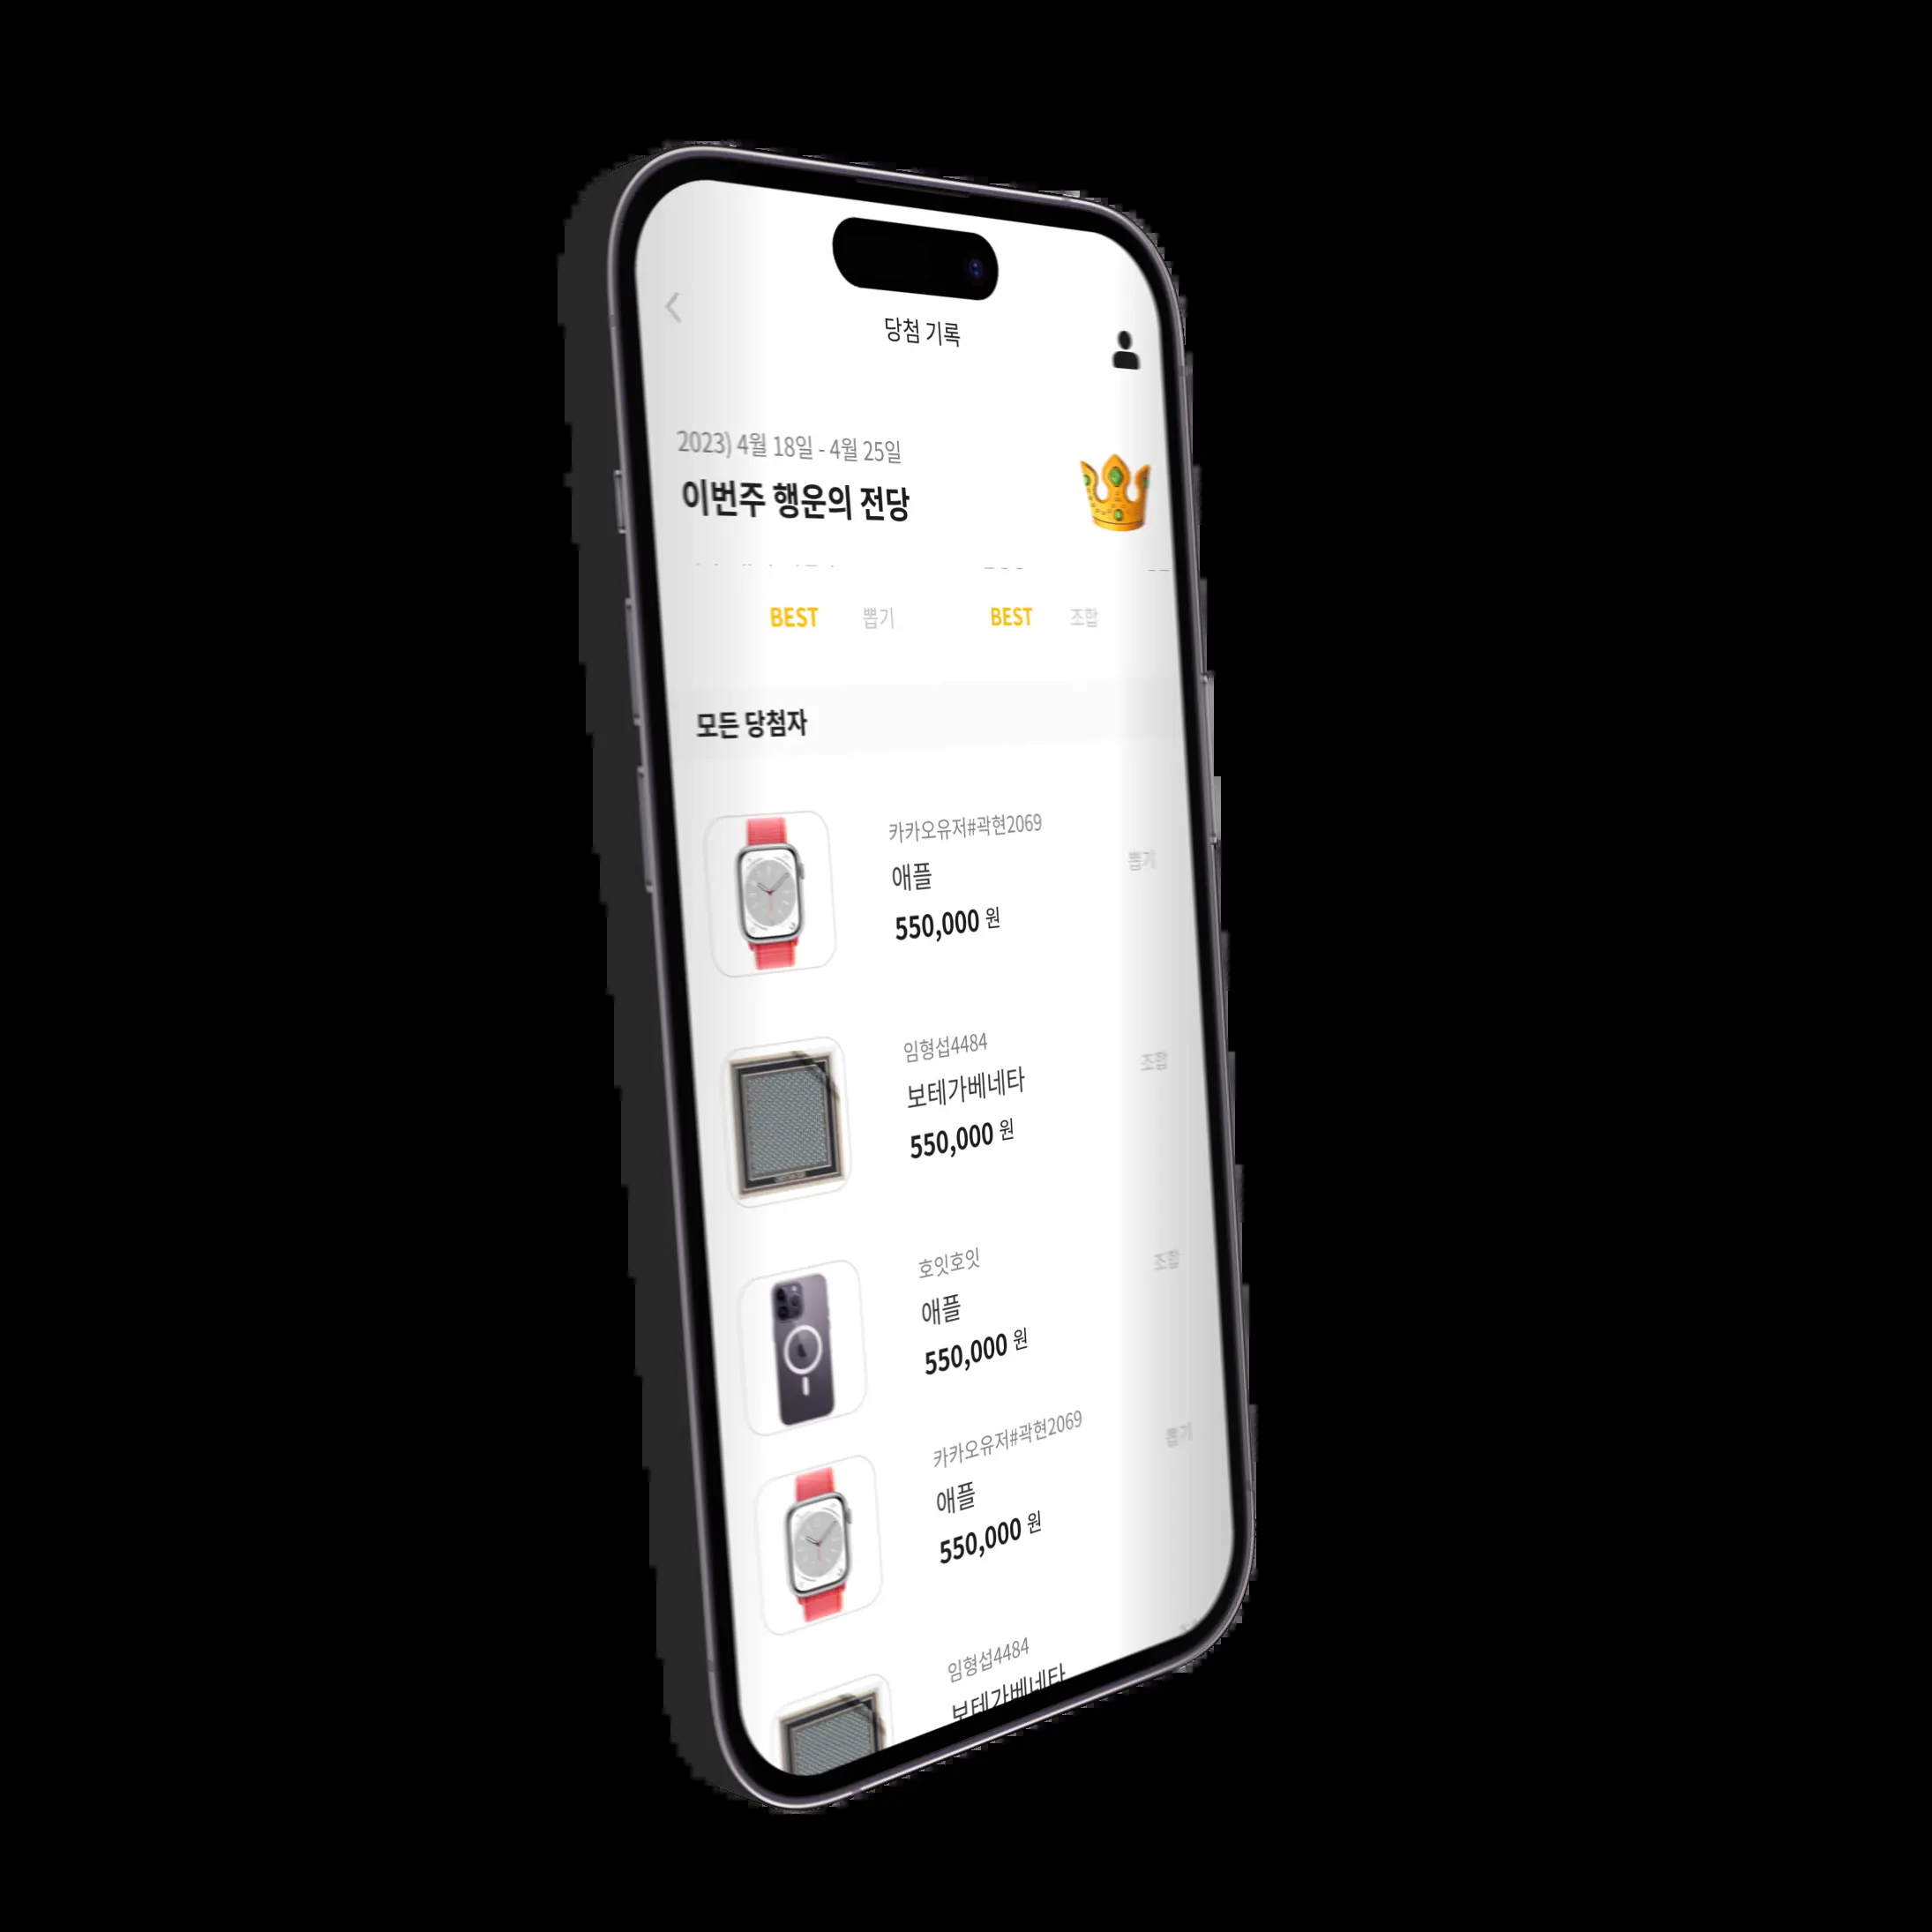 당첨 기록
2023) 4월 18일 - 4월 25일
이번주 행운의 전당
BEST 뽑기 BEST 조합
모든 당첨자
카카오유저#곽현2069
애플
뽑기
550,000 원
임형섭4484
보테가베네타
조합
550,000 원
호잇호잇
애플
조합
550,000 원
카카오유저#곽현2069
애플
뽑기
550,000 원
임형섭4484
보테가베네타